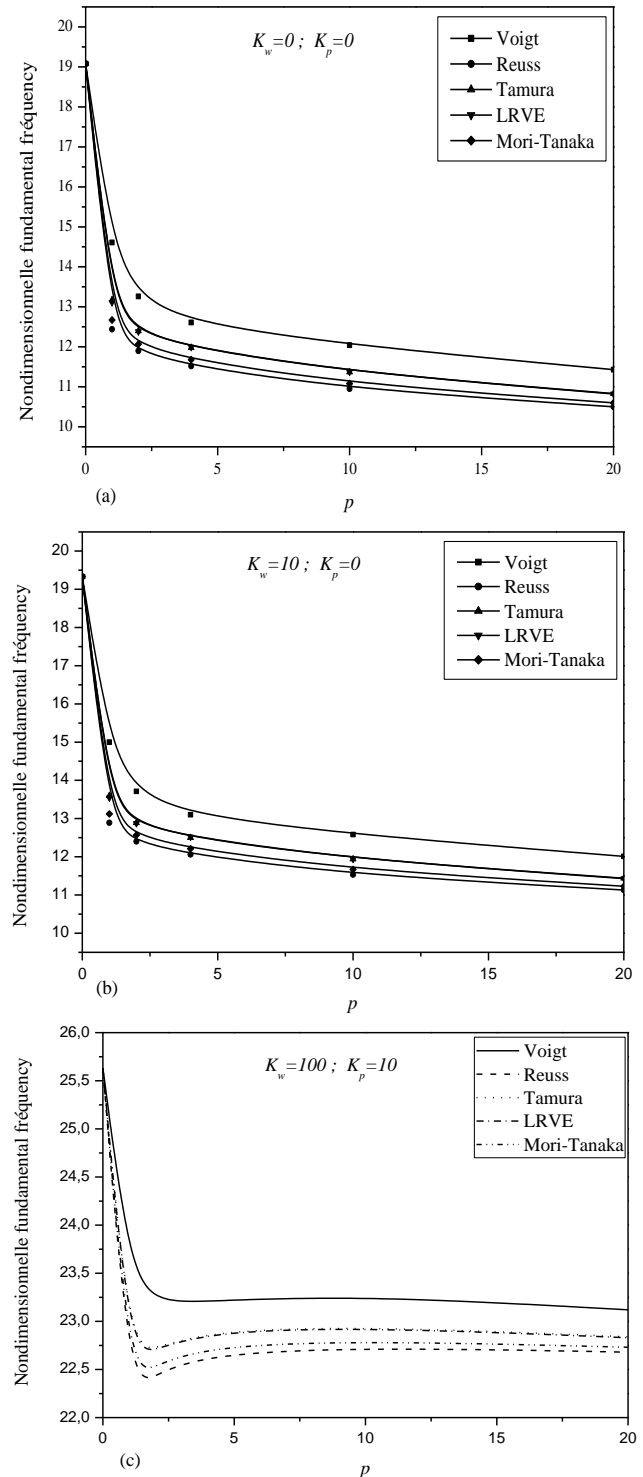 20
19
18
17
16
15
14
13
12
11
10
Nondimensionnelle fundamental fréquency
K_w=0 ; K_p=0
Voigt
Reuss
Tamura
LRVE
Mori-Tanaka
0 5 10 15 20
(a)
p
20
19
18
17
16
15
14
13
12
11
10
Nondimensionnelle fundamental fréquency
K_w=10 ; K_p=0
Voigt
Reuss
Tamura
LRVE
Mori-Tanaka
0 5 10 15 20
(b)
p
26,0
25,5
25,0
24,5
24,0
23,5
23,0
22,5
22,0
Nondimensionnelle fundamental fréquency
K_w=100 ; K_p=10
Voigt
Reuss
Tamura
LRVE
Mori-Tanaka
0 5 10 15 20
(c)
p